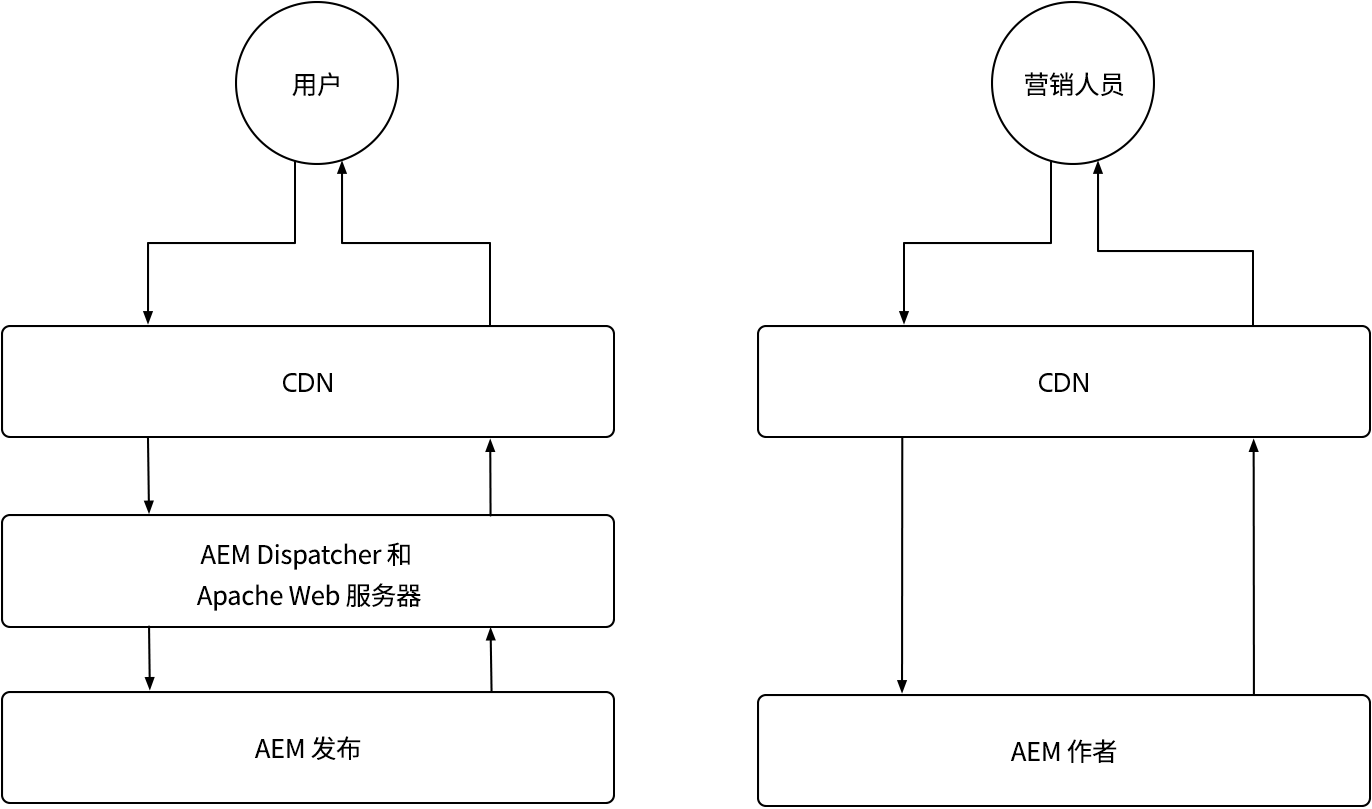 用户
营销人员
CDN
CDN
AEM Dispatcher 和
Apache Web 服务器
AEM 发布
AEM 作者